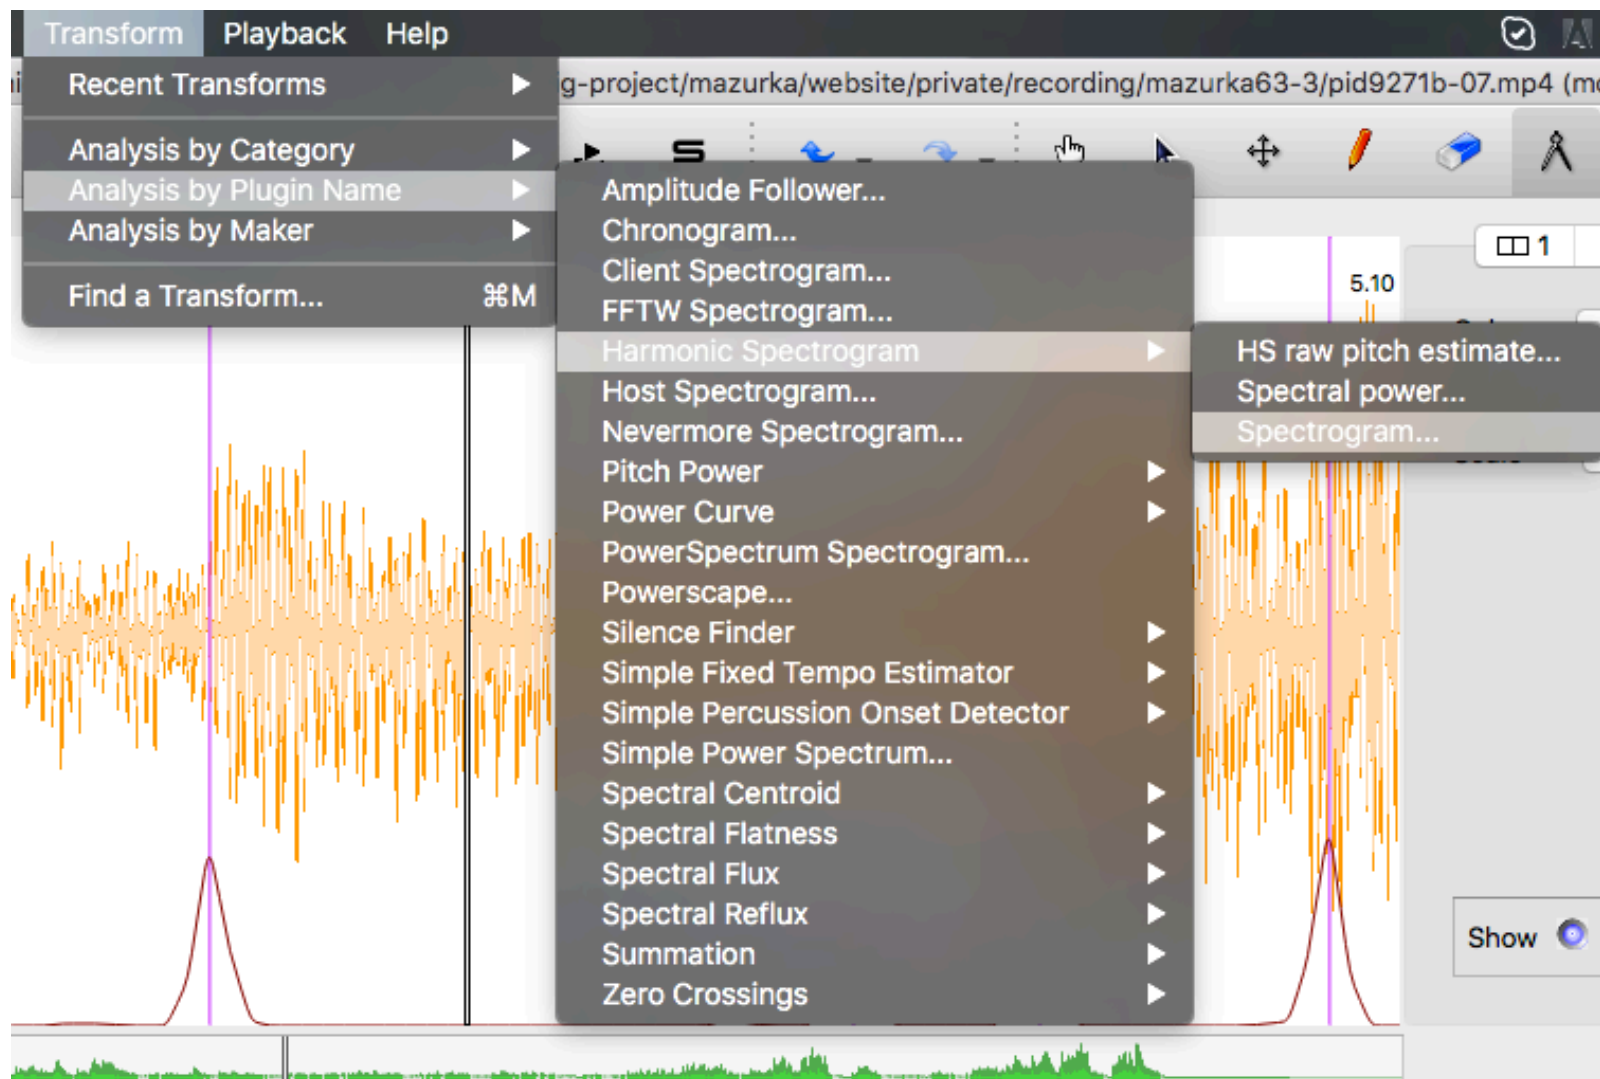 Transform Playback Help
ig-project/mazurka/website/private/recording/mazurka63-3/pid9271b-07.mp4
Recent Transforms
Analysis by Category
Analysis by Plugin Name
Analysis by Maker
Find a Transform... ⌘M
Amplitude Follower...
Chronogram...
Client Spectrogram...
FFTW Spectrogram...
Harmonic Spectrogram
Host Spectrogram...
Nevermore Spectrogram...
Pitch Power
Power Curve
PowerSpectrum Spectrogram...
Powerscape...
Silence Finder
Simple Fixed Tempo Estimator
Simple Percussion Onset Detector
Simple Power Spectrum...
Spectral Centroid
Spectral Flatness
Spectral Flux
Spectral Reflux
Summation
Zero Crossings
HS raw pitch estimate...
Spectral power...
Spectrogram...
1
5.10
Show